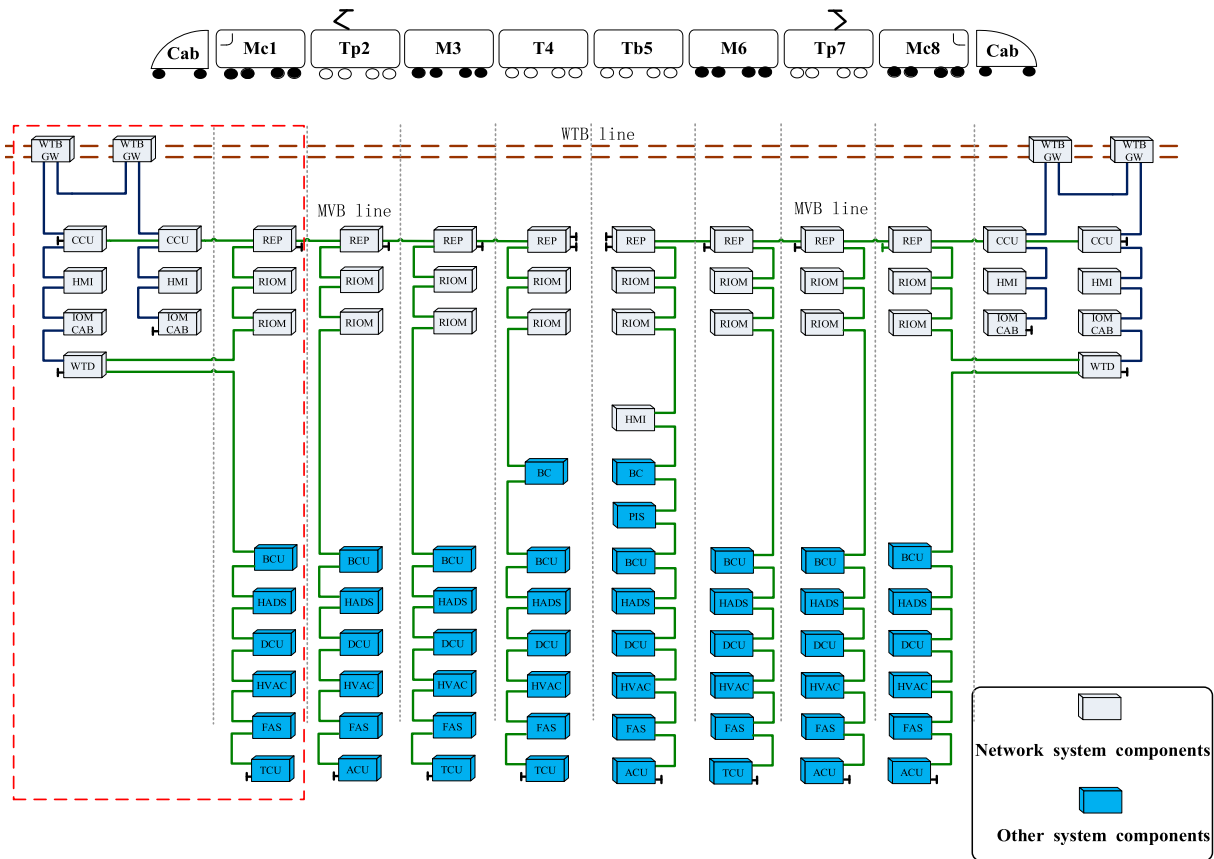 Cab Mc1 Tp2 M3 T4 Tb5 M6 Tp7 Mc8 Cab
WTB line
WTB GW
WTB GW
WTB GW
WTB GW
MVB line
MVB line
CCU CCU REP REP REP REP REP REP REP REP CCU CCU
HMI HMI RIOM RIOM RIOM RIOM RIOM RIOM RIOM RIOM HMI HMI
IOM CAB
IOM CAB
RIOM RIOM RIOM RIOM RIOM RIOM RIOM RIOM
IOM CAB
IOM CAB
WTD WTD
HMI
BC BC
PIS
BCU BCU BCU BCU BCU BCU BCU BCU
HADS HADS HADS HADS HADS HADS HADS HADS
DCU DCU DCU DCU DCU DCU DCU DCU
HVAC HVAC HVAC HVAC HVAC HVAC HVAC HVAC
FAS FAS FAS FAS FAS FAS FAS FAS
TCU ACU TCU TCU ACU TCU ACU ACU
Network system components
Other system components